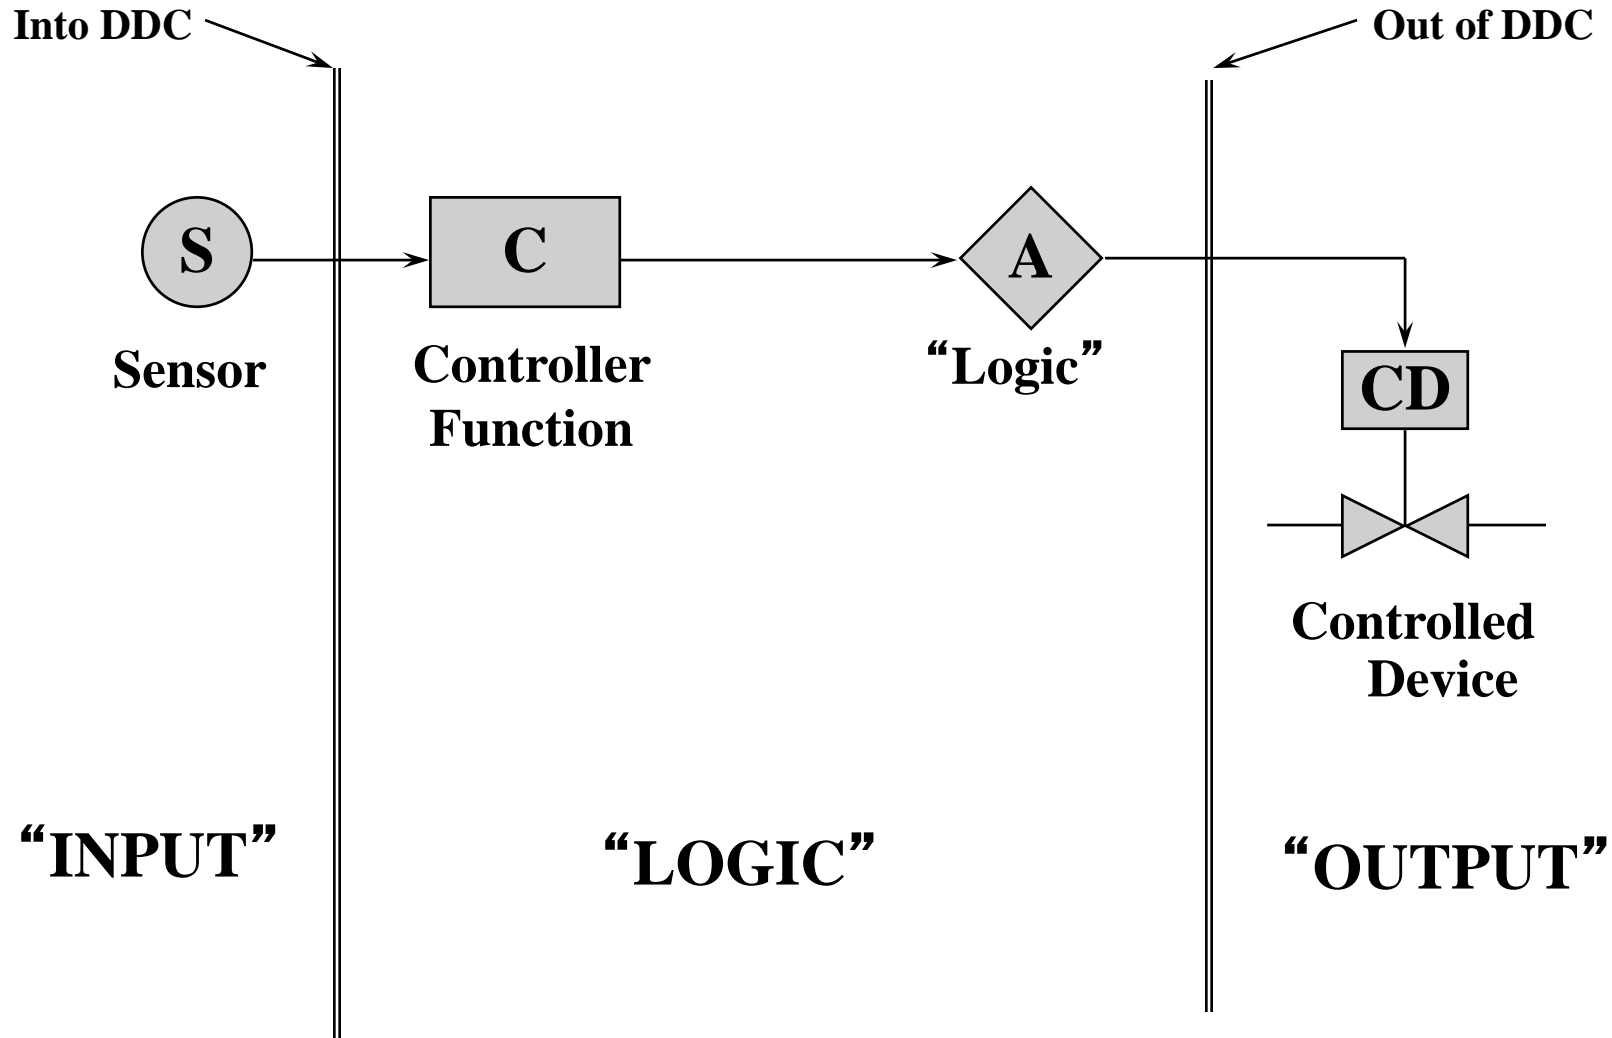 Into DDC
Out of DDC
S
C
A
Sensor
Controller
Function
“Logic”
CD
Controlled
Device
“INPUT”
“LOGIC”
“OUTPUT”